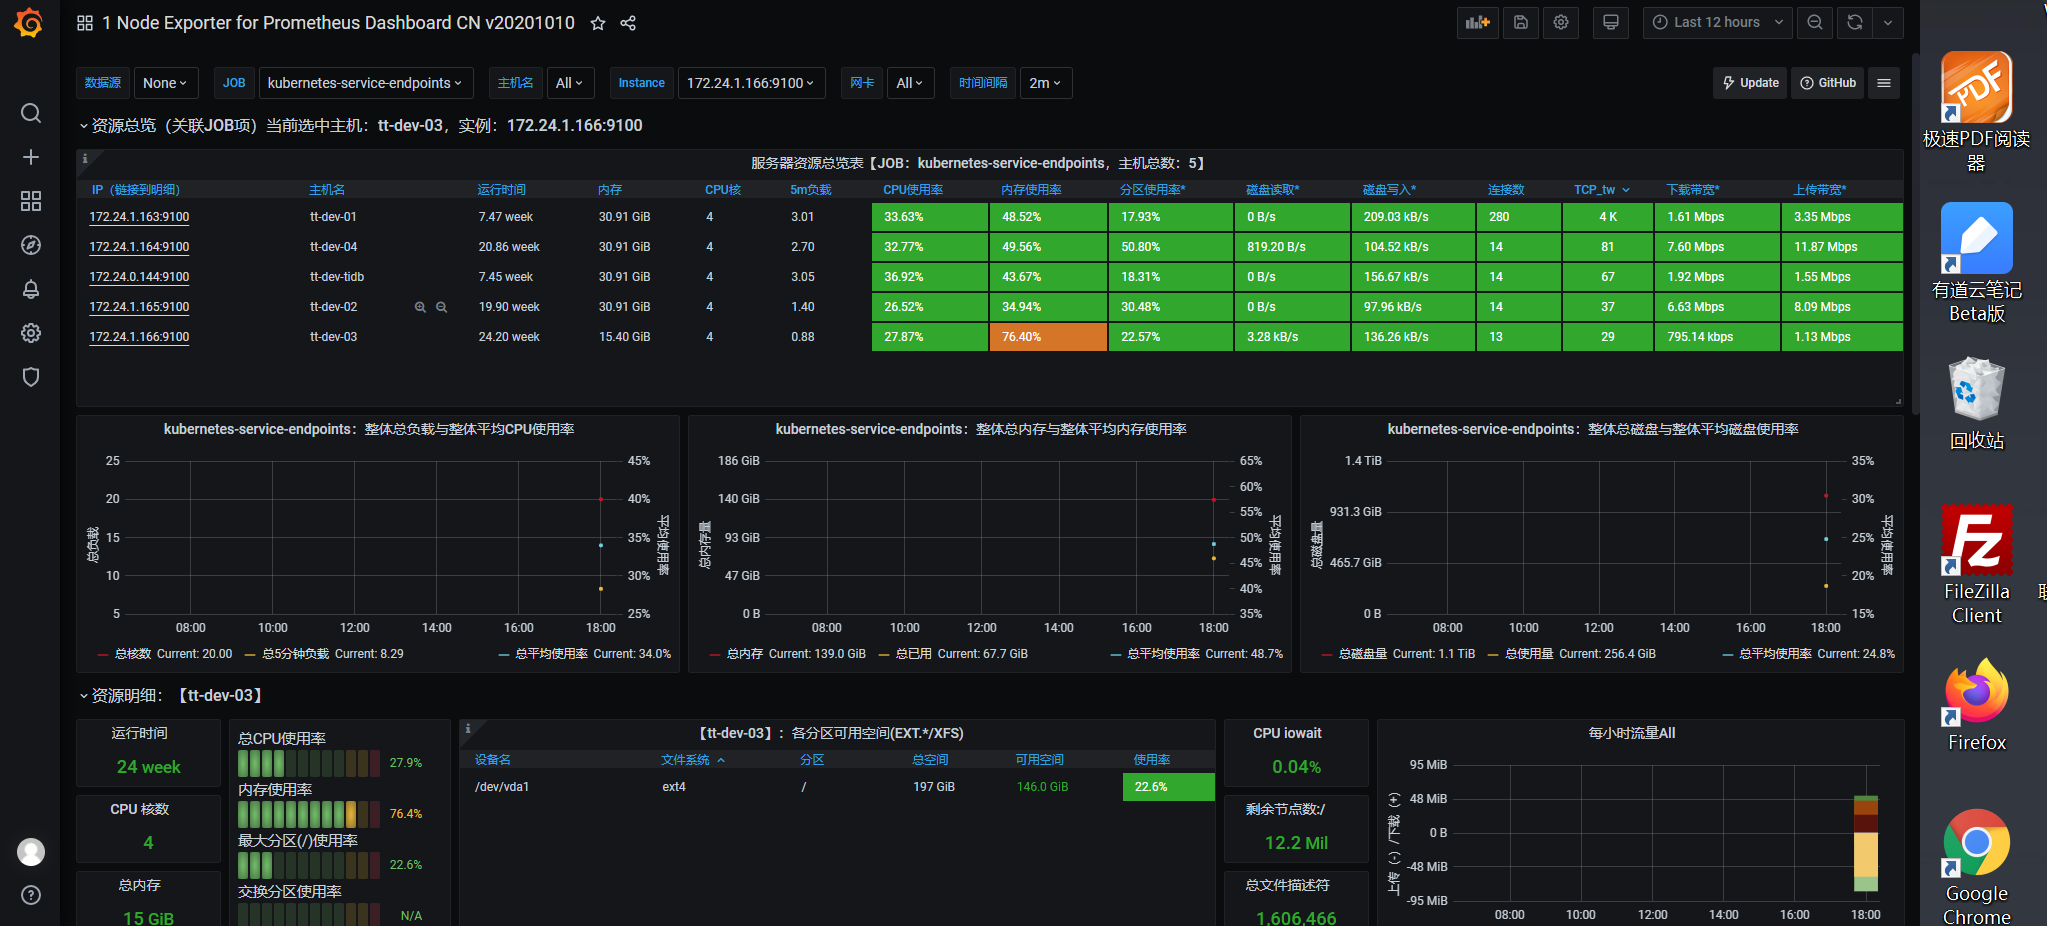 1 Node Exporter for Prometheus Dashboard CN v20201010
Last 12 hours
数据源 None JOB kubernetes-service-endpoints 主机名 All Instance 172.24.1.166:9100 网卡 All 时间间隔 2m Update GitHub
资源总览（关联JOB项）当前选中主机：tt-dev-03，实例：172.24.1.166:9100
服务器资源总览表【JOB：kubernetes-service-endpoints，主机总数：5】
IP（链接到明细） 主机名 运行时间 内存 CPU核 5m负载 CPU使用率 内存使用率 分区使用率* 磁盘读取* 磁盘写入* 连接数 TCP_tw 下载带宽* 上传带宽*
172.24.1.163:9100 tt-dev-01 7.47 week 30.91 GiB 4 3.01 33.63% 48.52% 17.93% 0 B/s 209.03 kB/s 280 4 K 1.61 Mbps 3.35 Mbps
172.24.1.164:9100 tt-dev-04 20.86 week 30.91 GiB 4 2.70 32.77% 49.56% 50.80% 819.20 B/s 104.52 kB/s 14 81 7.60 Mbps 11.87 Mbps
172.24.0.144:9100 tt-dev-tidb 7.45 week 30.91 GiB 4 3.05 36.92% 43.67% 18.31% 0 B/s 156.67 kB/s 14 67 1.92 Mbps 1.55 Mbps
172.24.1.165:9100 tt-dev-02 19.90 week 30.91 GiB 4 1.40 26.52% 34.94% 30.48% 0 B/s 97.96 kB/s 14 37 6.63 Mbps 8.09 Mbps
172.24.1.166:9100 tt-dev-03 24.20 week 15.40 GiB 4 0.88 27.87% 76.40% 22.57% 3.28 kB/s 136.26 kB/s 13 29 795.14 kbps 1.13 Mbps
kubernetes-service-endpoints：整体总负载与整体平均CPU使用率
25
20
15
10
5
总负载
45%
40%
35%
30%
25%
平均使用率
08:00 10:00 12:00 14:00 16:00 18:00
总核数 Current: 20.00 总5分钟负载 Current: 8.29 总平均使用率 Current: 34.0%
kubernetes-service-endpoints：整体总内存与整体平均内存使用率
186 GiB
140 GiB
93 GiB
47 GiB
0 B
总内存量
65%
60%
55%
50%
45%
40%
35%
平均使用率
08:00 10:00 12:00 14:00 16:00 18:00
总内存 Current: 139.0 GiB 总已用 Current: 67.7 GiB 总平均使用率 Current: 48.7%
kubernetes-service-endpoints：整体总磁盘与整体平均磁盘使用率
1.4 TiB
931.3 GiB
465.7 GiB
0 B
总磁盘量
35%
30%
25%
20%
15%
平均使用率
08:00 10:00 12:00 14:00 16:00 18:00
总磁盘量 Current: 1.1 TiB 总使用量 Current: 256.4 GiB 总平均使用率 Current: 24.8%
资源明细：【tt-dev-03】
运行时间
24 week
CPU 核数
4
总内存
15 GiB
总CPU使用率
27.9%
内存使用率
76.4%
最大分区(/)使用率
22.6%
交换分区使用率
N/A
【tt-dev-03】：各分区可用空间(EXT.*/XFS)
设备名 文件系统 分区 总空间 可用空间 使用率
/dev/vda1 ext4 / 197 GiB 146.0 GiB 22.6%
CPU iowait
0.04%
剩余节点数:/
12.2 Mil
总文件描述符
1,606,466
每小时流量All
95 MiB
48 MiB
0 B
-48 MiB
-95 MiB
上传（-）/下载（+）
08:00 10:00 12:00 14:00 16:00 18:00
极速PDF阅读
器
有道云笔记
Beta版
回收站
FileZilla
Client
Firefox
Google
Chrome